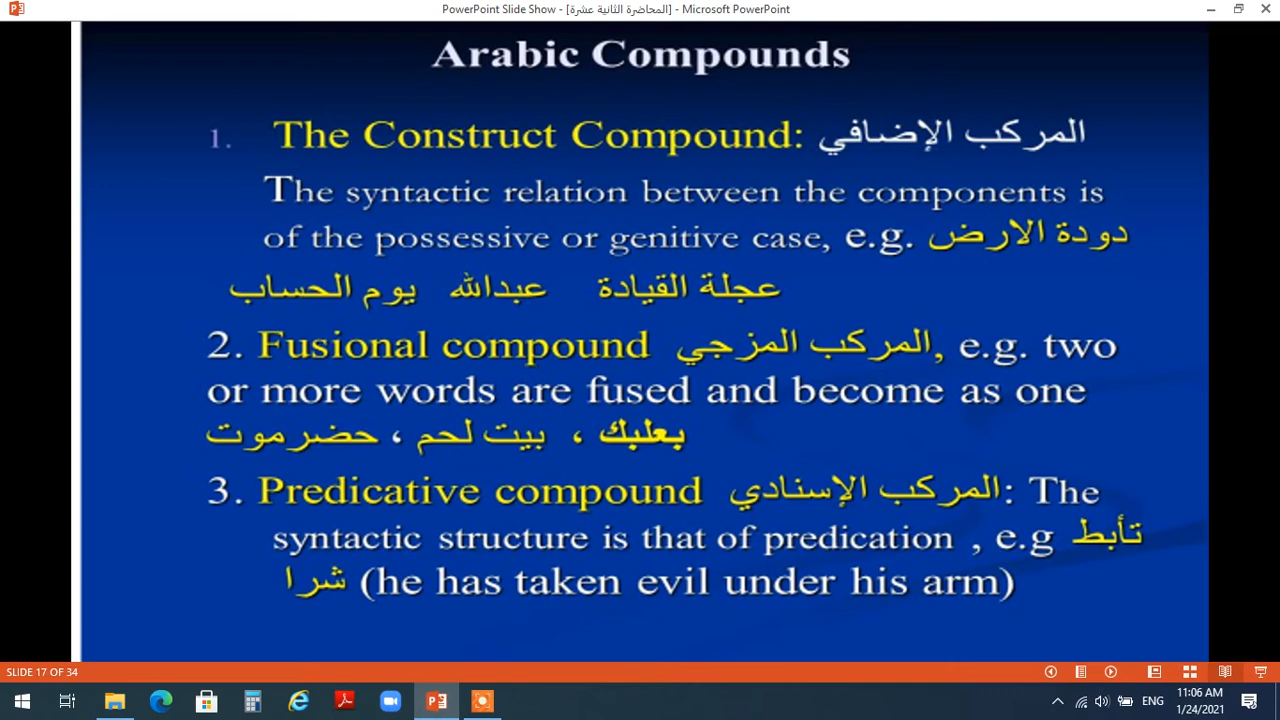 PowerPoint Slide Show - [المحاضرة الثانية عشرة] - Microsoft PowerPoint
Arabic Compounds
1. The Construct Compound: المركب الإضافي
The syntactic relation between the components is
of the possessive or genitive case, e.g. دودة الارض
عجلة القيادة عبدالله يوم الحساب
2. Fusional compound المركب المزجي, e.g. two
or more words are fused and become as one
بعلبك ، بيت لحم ، حضرموت
3. Predicative compound المركب الإسنادي: The
syntactic structure is that of predication , e.g تأبط
شرا (he has taken evil under his arm)
SLIDE 17 OF 34
ENG
11:06 AM
1/24/2021